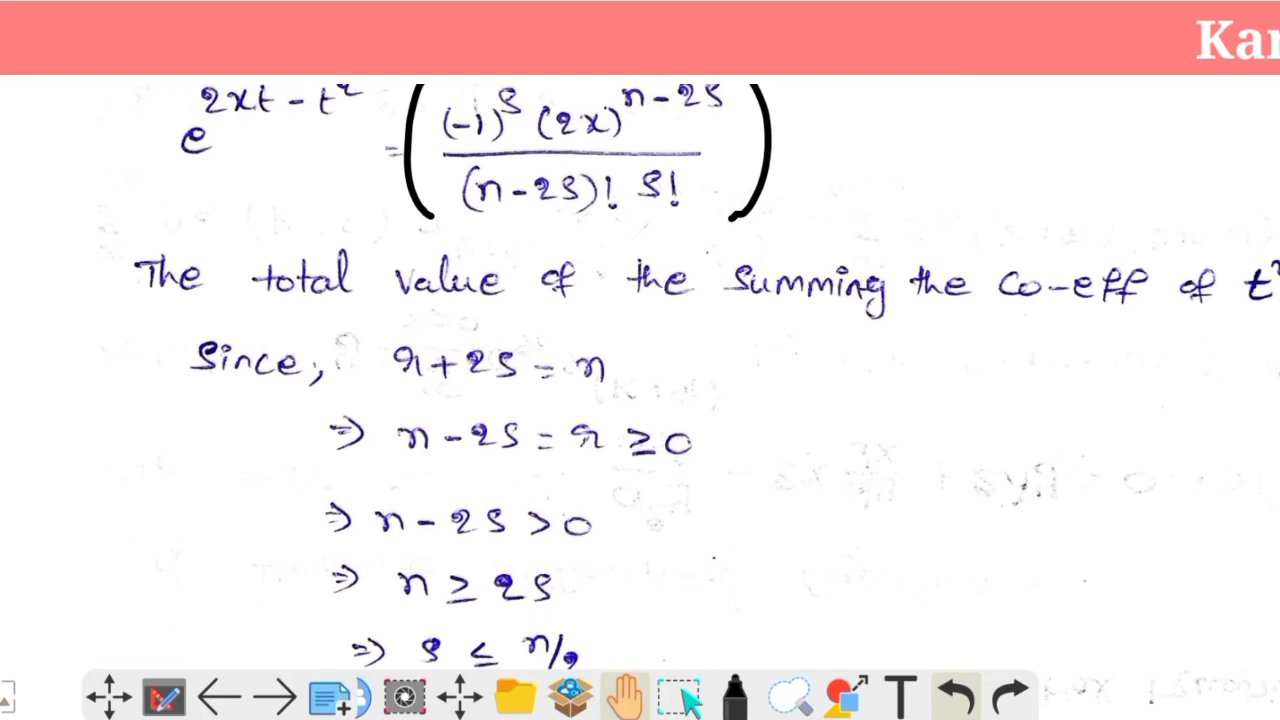 Kar
e^{2xt - t^2} = ( (-1)^s (2x)^{n-2s} / (n-2s)! s! )
The total value of the summing the co-eff of t
Since, r+2s = n
⇒ n-2s = r ≥ 0
⇒ n-2s > 0
⇒ n ≥ 2s
⇒ s ≤ n/2